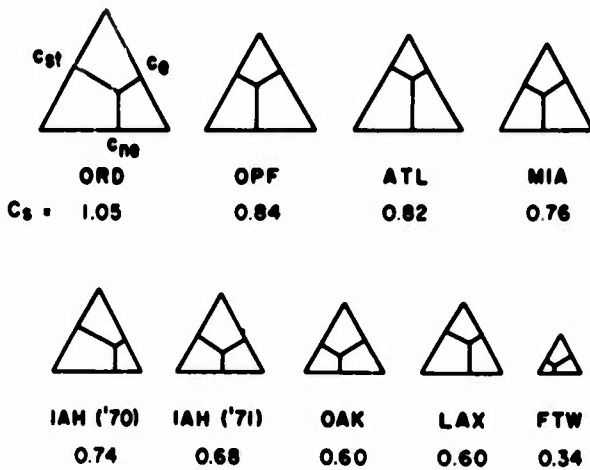 Cst Ce
Cne
ORD OPF ATL MIA
Cs = 1.05 0.84 0.82 0.76
IAH ('70) IAH ('71) OAK LAX FTW
0.74 0.68 0.60 0.60 0.34